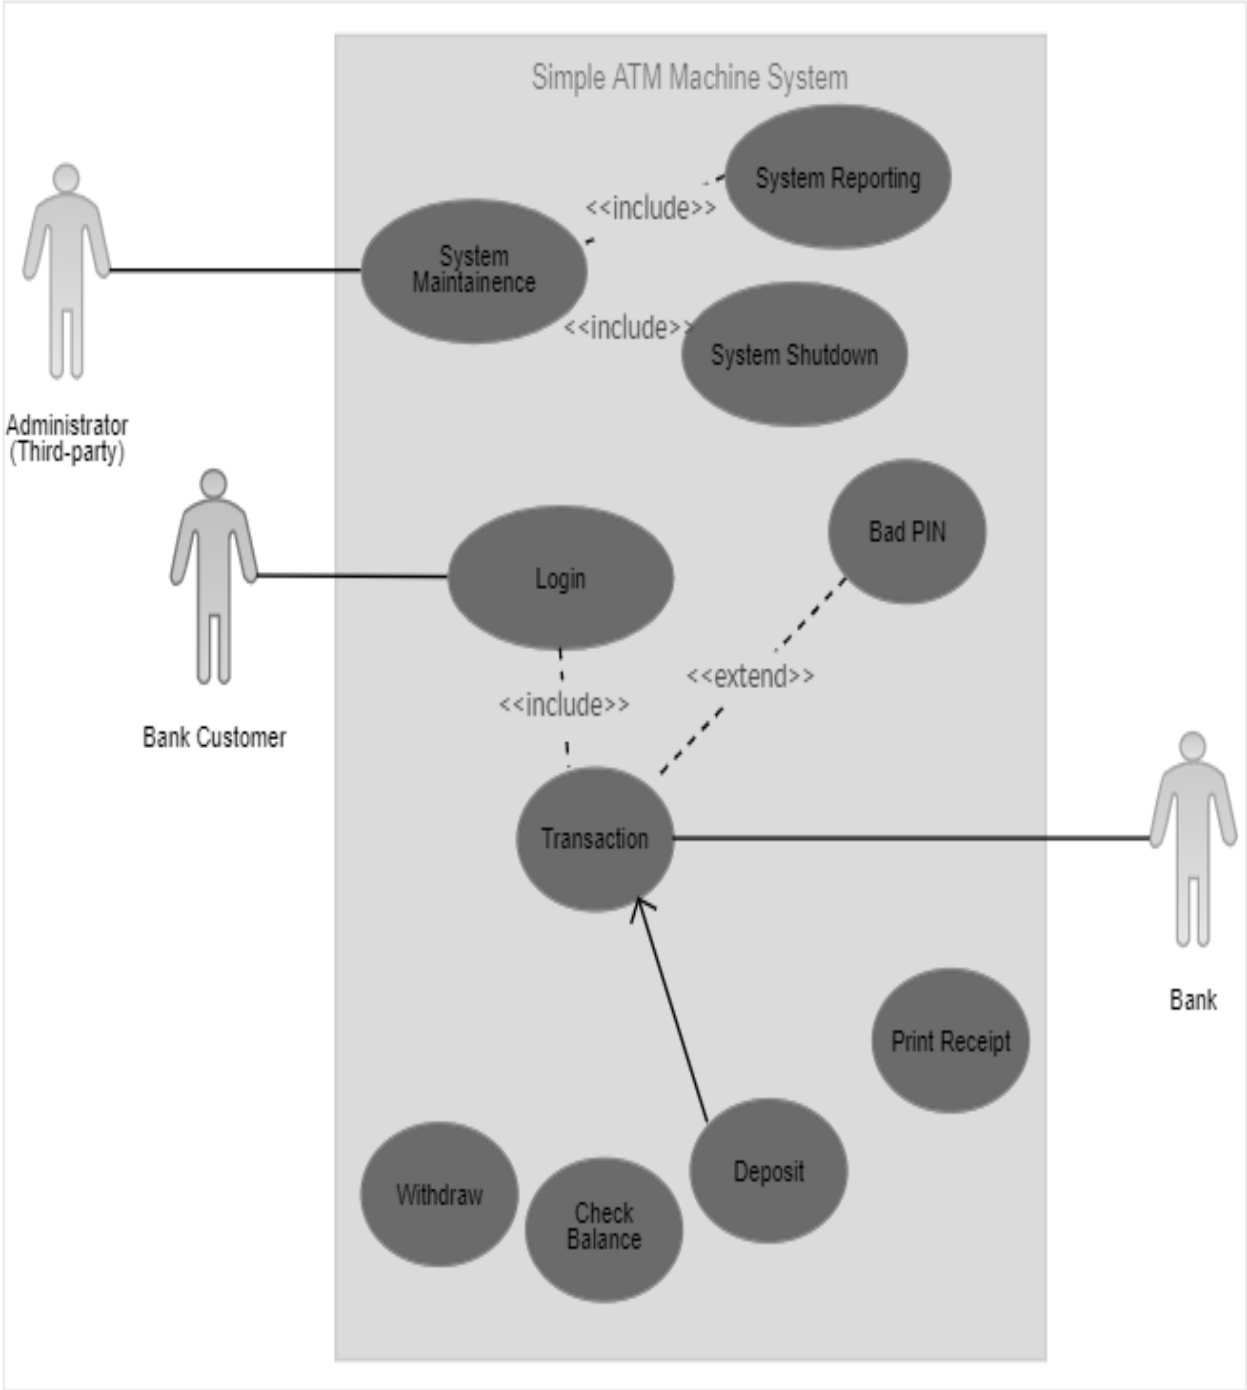 Simple ATM Machine System
System Reporting
<<include>>
System
Maintainence
<<include>>
System Shutdown
Administrator
(Third-party)
Bad PIN
Login
<<extend>>
<<include>>
Bank Customer
Transaction
Bank
Print Receipt
Deposit
Withdraw
Check
Balance